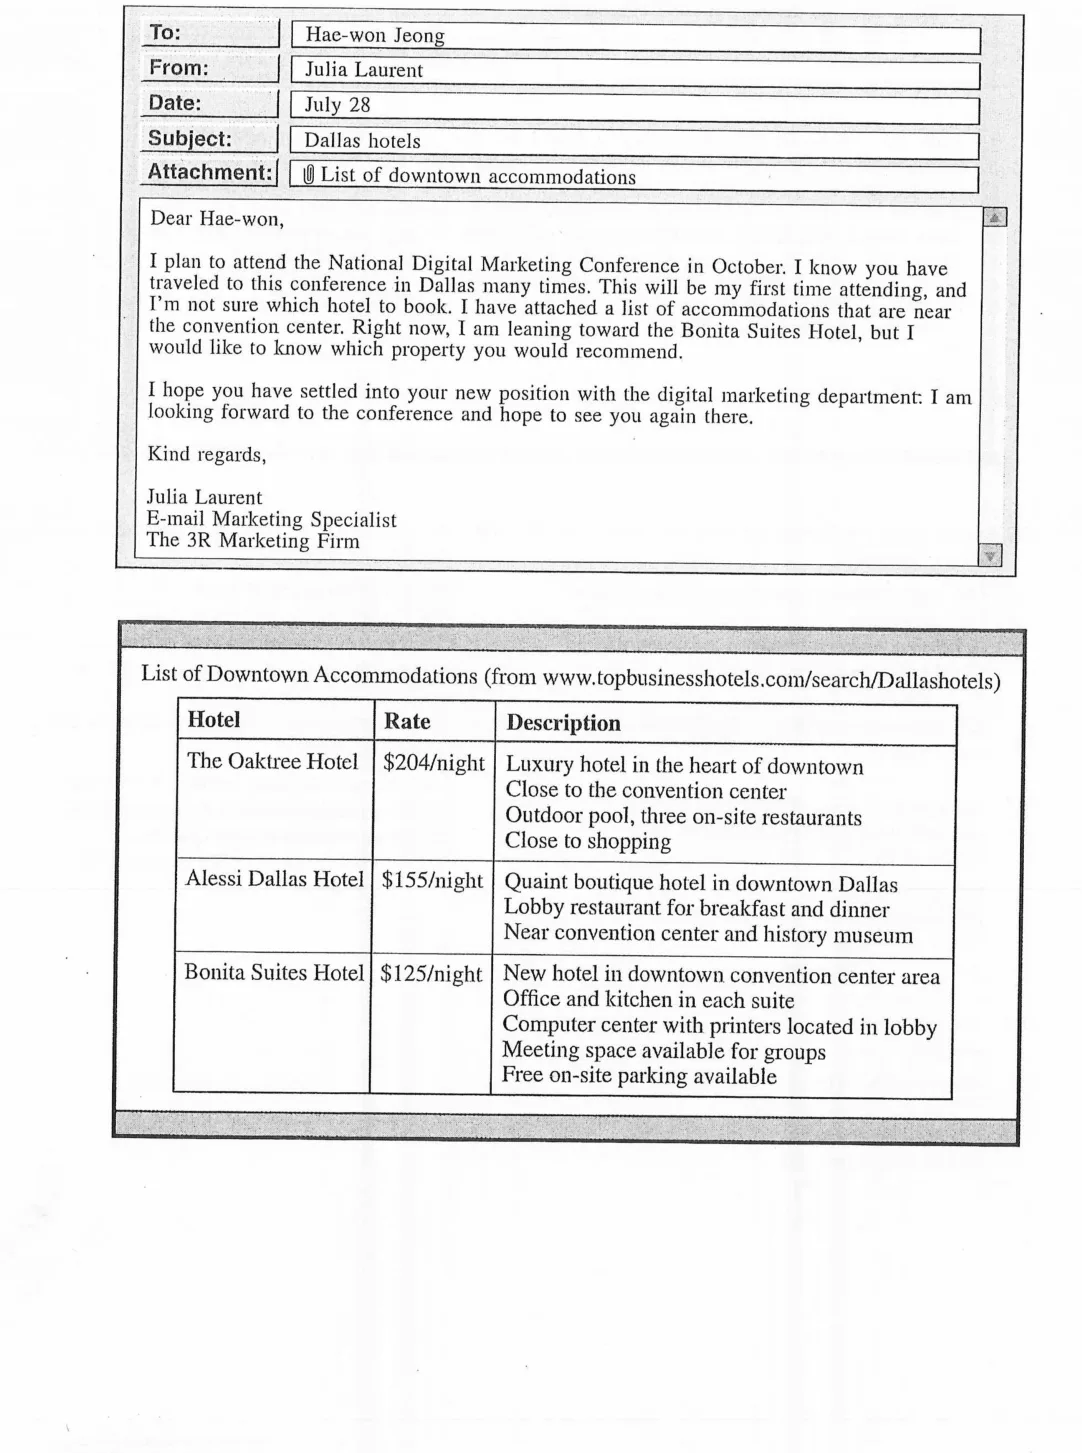 To: Hae-won Jeong
From: Julia Laurent
Date: July 28
Subject: Dallas hotels
Attachment: List of downtown accommodations
Dear Hae-won,
I plan to attend the National Digital Marketing Conference in October. I know you have
traveled to this conference in Dallas many times. This will be my first time attending, and
I'm not sure which hotel to book. I have attached a list of accommodations that are near
the convention center. Right now, I am leaning toward the Bonita Suites Hotel, but I
would like to know which property you would recommend.
I hope you have settled into your new position with the digital marketing department. I am
looking forward to the conference and hope to see you again there.
Kind regards,
Julia Laurent
E-mail Marketing Specialist
The 3R Marketing Firm
List of Downtown Accommodations (from www.topbusinesshotels.com/search/Dallashotels)
Hotel Rate Description
The Oaktree Hotel $204/night Luxury hotel in the heart of downtown
Close to the convention center
Outdoor pool, three on-site restaurants
Close to shopping
Alessi Dallas Hotel $155/night Quaint boutique hotel in downtown Dallas
Lobby restaurant for breakfast and dinner
Near convention center and history museum
Bonita Suites Hotel $125/night New hotel in downtown convention center area
Office and kitchen in each suite
Computer center with printers located in lobby
Meeting space available for groups
Free on-site parking available